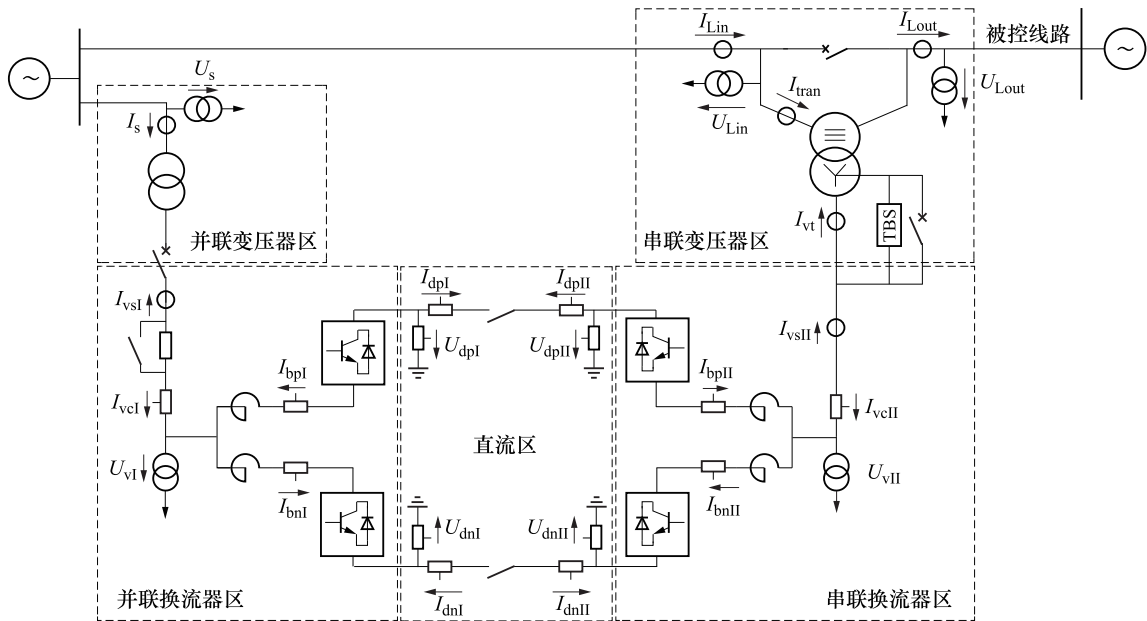 I_Lin
I_Lout
被控线路
~
~
U_s
I_tran
U_Lout
I_s
U_Lin
并联变压器区
I_vt
TBS
串联变压器区
I_vsI
I_dpI
I_dpII
U_dpI
U_dpII
I_vsII
I_bpI
I_bpII
I_vcI
I_vcII
直流区
U_vI
U_vII
I_bnI
I_bnII
U_dnI
U_dnII
I_dnI
I_dnII
并联换流器区
串联换流器区